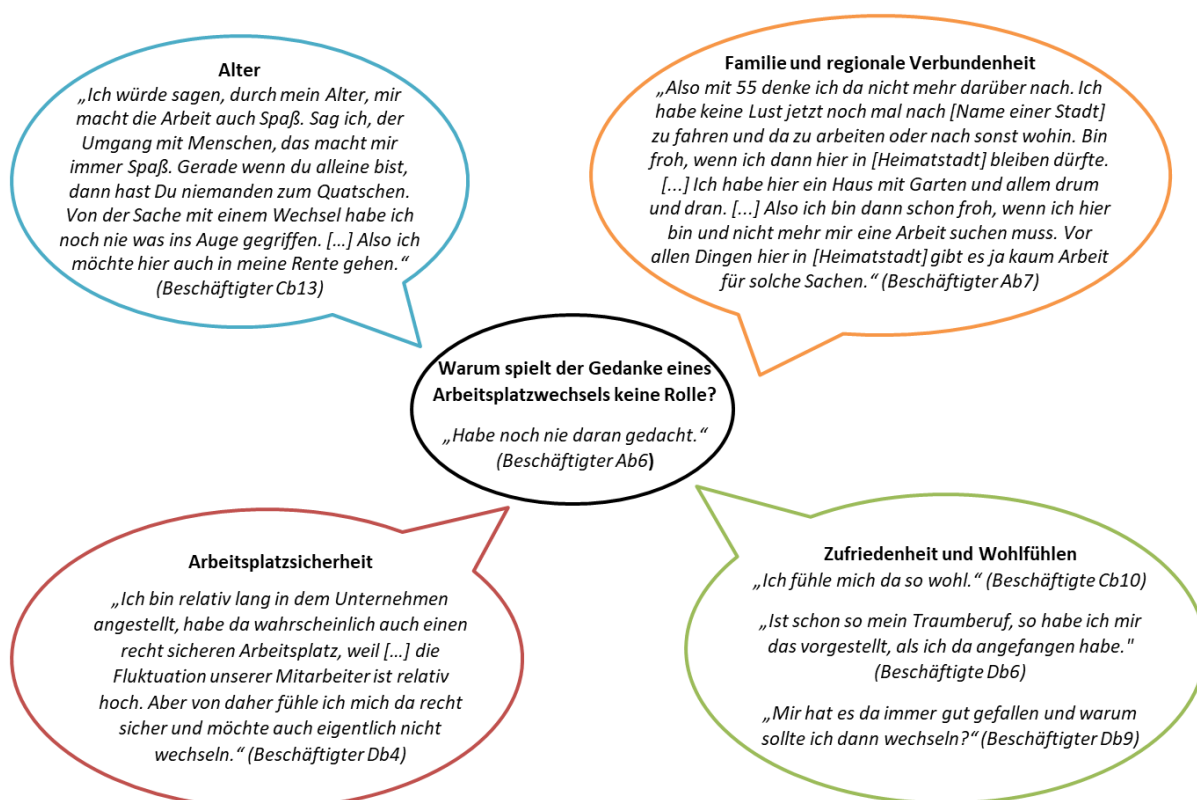 Alter
„Ich würde sagen, durch mein Alter, mir
macht die Arbeit auch Spaß. Sag ich, der
Umgang mit Menschen, das macht mir
immer Spaß. Gerade wenn du alleine bist,
dann hast Du niemanden zum Quatschen.
Von der Sache mit einem Wechsel habe ich
noch nie was ins Auge gegriffen. […] Also ich
möchte hier auch in meine Rente gehen.“
(Beschäftigter Cb13)
Familie und regionale Verbundenheit
„Also mit 55 denke ich da nicht mehr darüber nach. Ich
habe keine Lust jetzt noch mal nach [Name einer Stadt]
zu fahren und da zu arbeiten oder nach sonst wohin. Bin
froh, wenn ich dann hier in [Heimatstadt] bleiben dürfte.
[...] Ich habe hier ein Haus mit Garten und allem drum
und dran. [...] Also ich bin dann schon froh, wenn ich hier
bin und nicht mehr mir eine Arbeit suchen muss. Vor
allen Dingen hier in [Heimatstadt] gibt es ja kaum Arbeit
für solche Sachen.“ (Beschäftigter Ab7)
Warum spielt der Gedanke eines
Arbeitsplatzwechsels keine Rolle?
„Habe noch nie daran gedacht.“
(Beschäftigter Ab6)
Arbeitsplatzsicherheit
„Ich bin relativ lang in dem Unternehmen
angestellt, habe da wahrscheinlich auch einen
recht sicheren Arbeitsplatz, weil […] die
Fluktuation unserer Mitarbeiter ist relativ
hoch. Aber von daher fühle ich mich da recht
sicher und möchte auch eigentlich nicht
wechseln.“ (Beschäftigter Db4)
Zufriedenheit und Wohlfühlen
„Ich fühle mich da so wohl.“ (Beschäftigte Cb10)
„Ist schon so mein Traumberuf, so habe ich mir
das vorgestellt, als ich da angefangen habe."
(Beschäftigte Db6)
„Mir hat es da immer gut gefallen und warum
sollte ich dann wechseln?“ (Beschäftigter Db9)